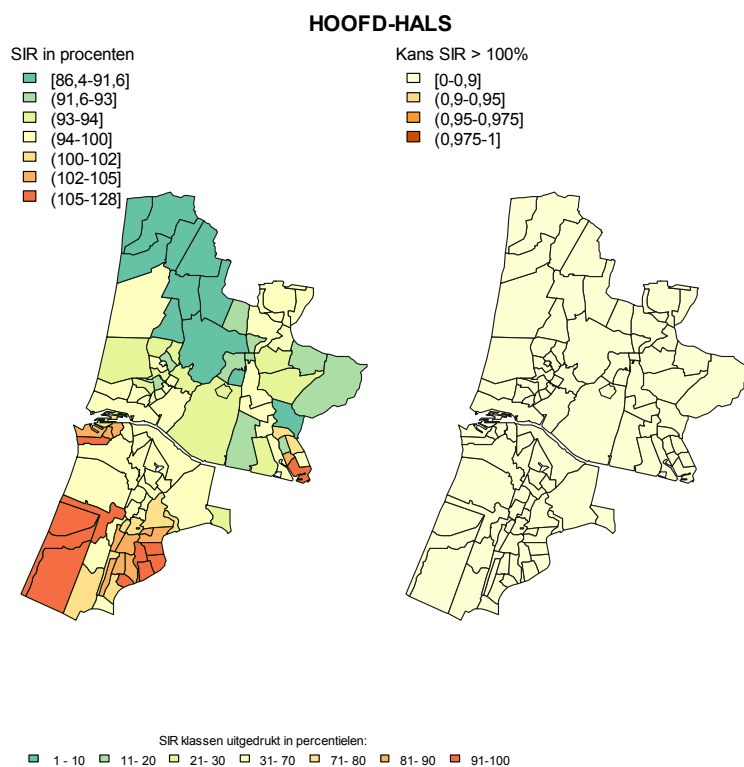 HOOFD-HALS
SIR in procenten
[86,4-91,6]
(91,6-93]
(93-94]
(94-100]
(100-102]
(102-105]
(105-128]
Kans SIR > 100%
[0-0,9]
(0,9-0,95]
(0,95-0,975]
(0,975-1]
SIR klassen uitgedrukt in percentielen:
1 - 10 11- 20 21- 30 31- 70 71- 80 81- 90 91-100